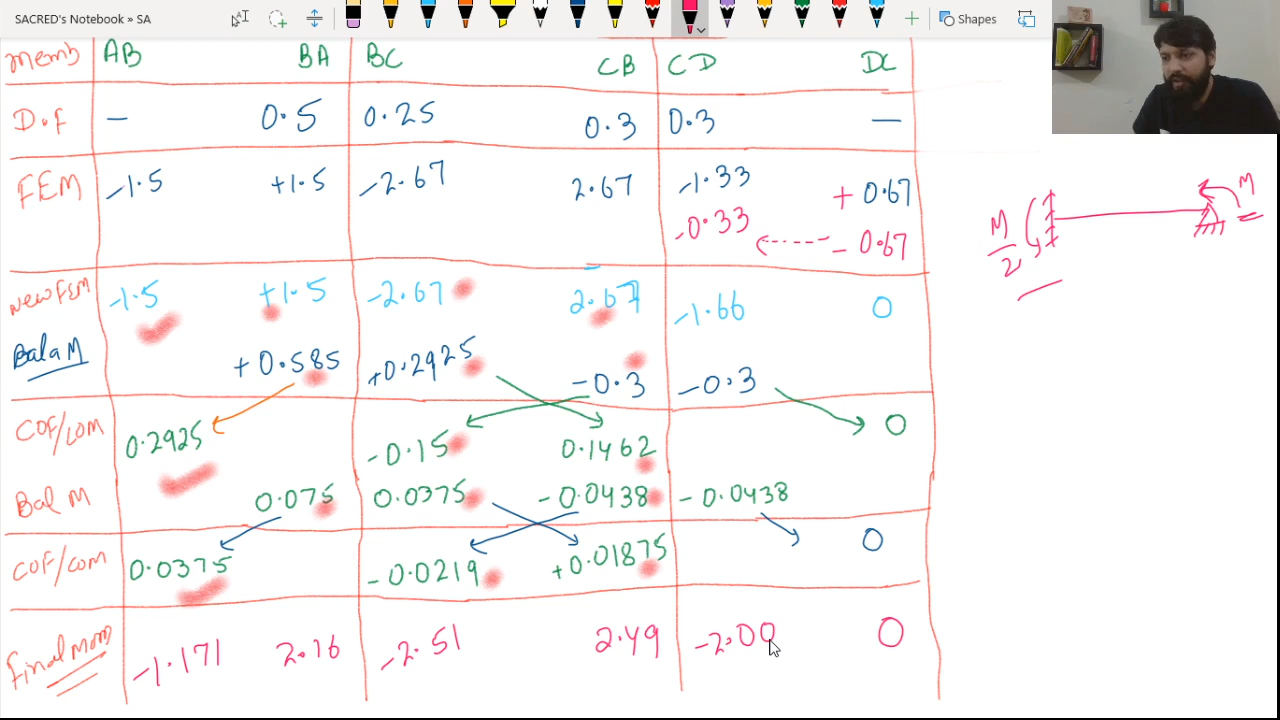 SACRED's Notebook » SA
Shapes
Memb AB BA BC CB CD DC
D.f — 0.5 0.25 0.3 0.3 —
FEM -1.5 +1.5 -2.67 2.67 -1.33 + 0.67
-0.33 - 0.67
M
M/2
New FEM -1.5 +1.5 -2.67 2.67 -1.66 0
Bala M + 0.585 +0.2925 -0.3 -0.3
COF/COM 0.2925 -0.15 0.1462 0
Bal M 0.075 0.0375 -0.0438 -0.0438
COF/COM 0.0375 -0.0219 +0.01875 0
Final Mom -1.171 2.16 -2.51 2.49 -2.00 0